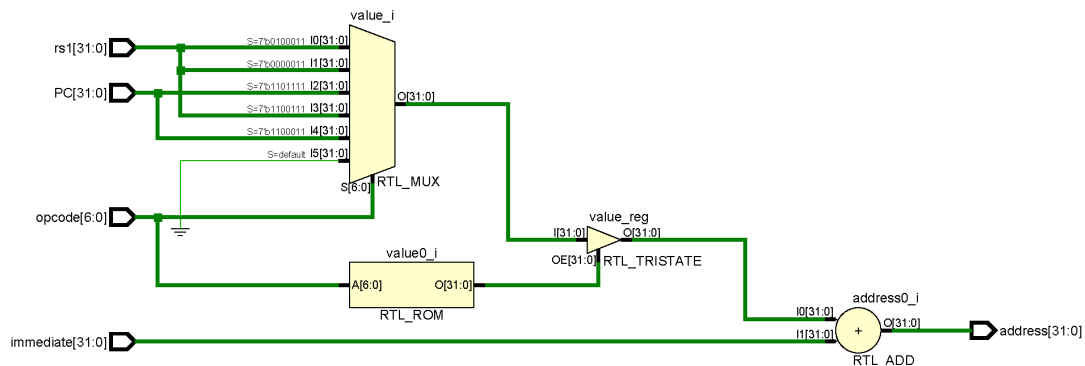 value_i
rs1[31:0]
S=7'b0100011 I0[31:0]
S=7'b0000011 I1[31:0]
PC[31:0]
S=7'b1101111 I2[31:0]
O[31:0]
S=7'b1100111 I3[31:0]
S=7'b1100011 I4[31:0]
S=default I5[31:0]
S[6:0]
RTL_MUX
opcode[6:0]
value_reg
I[31:0]
O[31:0]
OE[31:0]
RTL_TRISTATE
value0_i
A[6:0]
O[31:0]
RTL_ROM
address0_i
I0[31:0]
O[31:0]
I1[31:0]
+
RTL_ADD
immediate[31:0]
address[31:0]